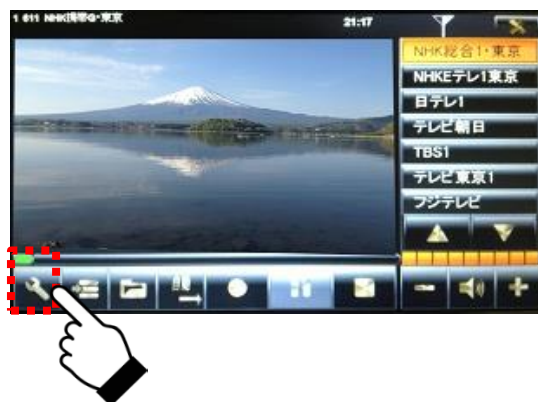 1 611 NHK携帯G・東京
21:17
NHK総合1・東京
NHKEテレ1東京
日テレ1
テレビ朝日
TBS1
テレビ東京1
フジテレビ